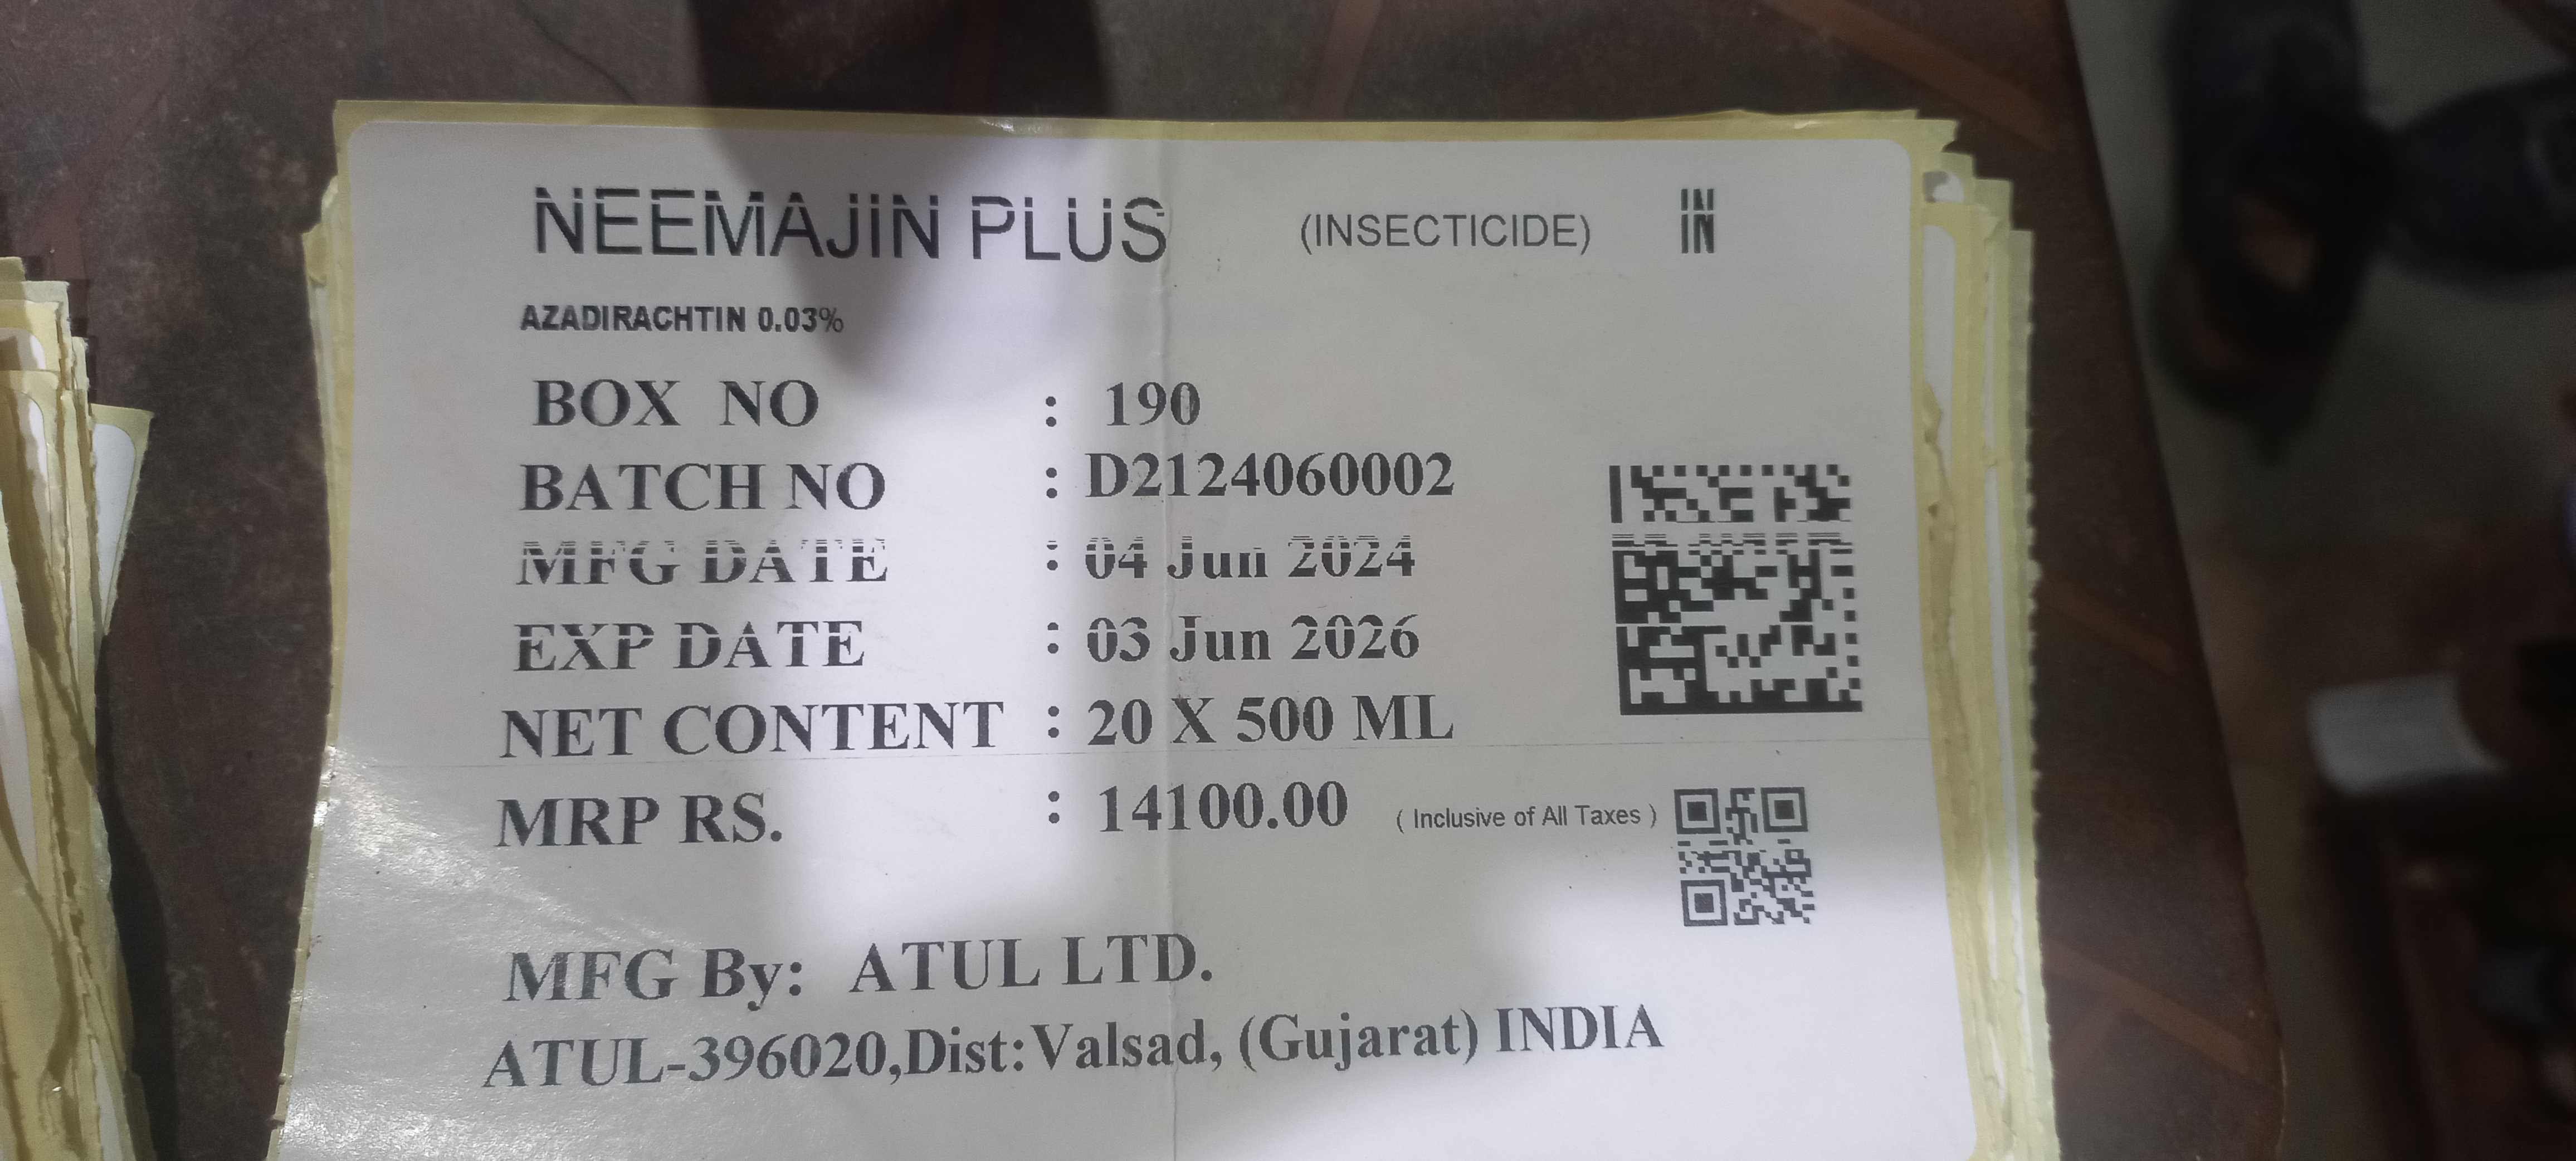 NEEMAJIN PLUS (INSECTICIDE) IN
AZADIRACHTIN 0.03%
BOX NO : 190
BATCH NO : D2124060002
MFG DATE : 04 Jun 2024
EXP DATE : 03 Jun 2026
NET CONTENT : 20 X 500 ML
MRP RS. : 14100.00 ( Inclusive of All Taxes )
MFG By: ATUL LTD.
ATUL-396020,Dist:Valsad, (Gujarat) INDIA